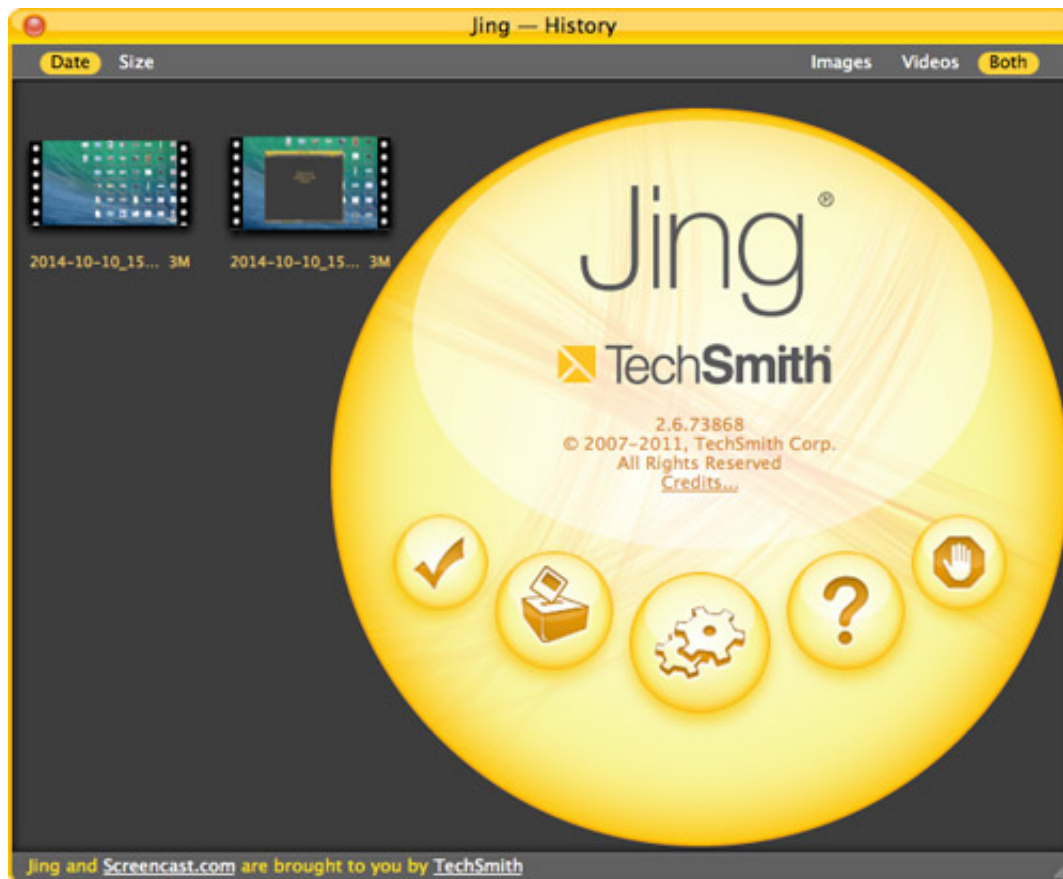 Jing — History
Date Size Images Videos Both
2014-10-10_15... 3M 2014-10-10_15... 3M
Jing®
TechSmith
2.6.73868
© 2007-2011, TechSmith Corp.
All Rights Reserved
Credits...
Jing and Screencast.com are brought to you by TechSmith